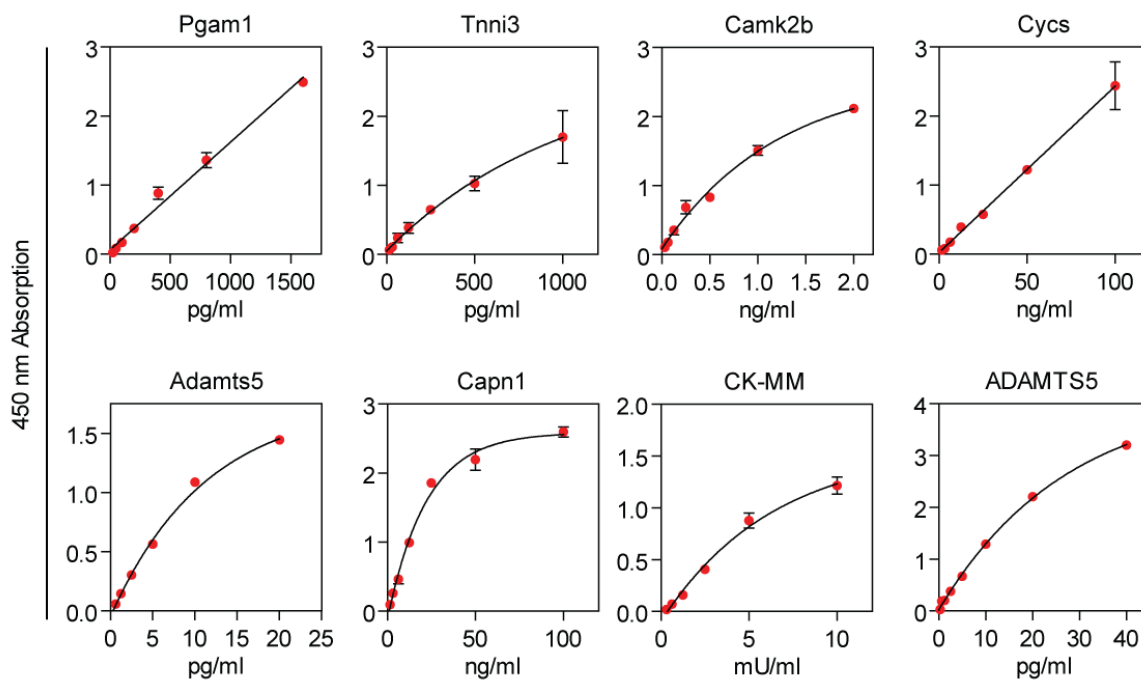 450 nm Absorption
Pgam1
3
2
1
0
0 500 1000 1500
pg/ml
Tnni3
3
2
1
0
0 500 1000
pg/ml
Camk2b
3
2
1
0
0.0 0.5 1.0 1.5 2.0
ng/ml
Cycs
3
2
1
0
0 50 100
ng/ml
Adamts5
1.5
1.0
0.5
0.0
0 5 10 15 20 25
pg/ml
Capn1
3
2
1
0
0 50 100
ng/ml
CK-MM
2.0
1.5
1.0
0.5
0.0
0 5 10
mU/ml
ADAMTS5
4
3
2
1
0
0 10 20 30 40
pg/ml